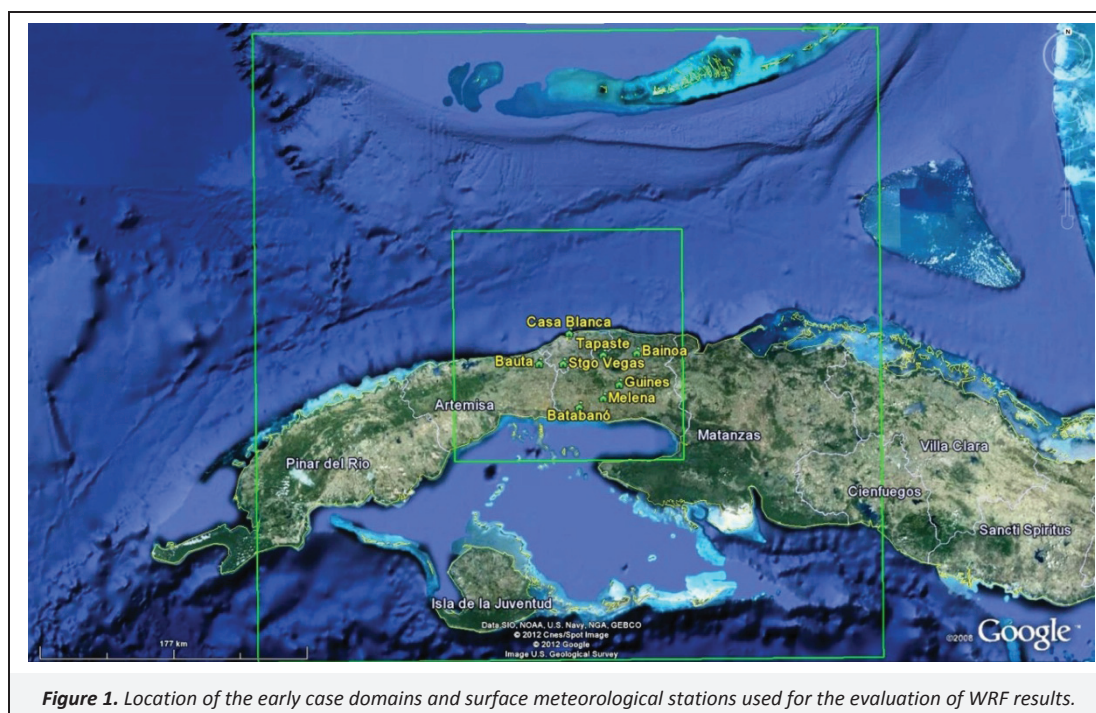 N
Casa Blanca
Tapaste
Bainoa
Bauta
Stgo Vegas
Guines
Artemisa
Melena
Batabanó
Matanzas
Villa Clara
Pinar del Rio
Cienfuegos
Sancti Spiritus
Isla de la Juventud
Data SIO, NOAA, U.S. Navy, NGA, GEBCO
© 2012 Cnes/Spot Image
© 2012 Google
Image U.S. Geological Survey
177 km
©2008 Google
Figure 1. Location of the early case domains and surface meteorological stations used for the evaluation of WRF results.